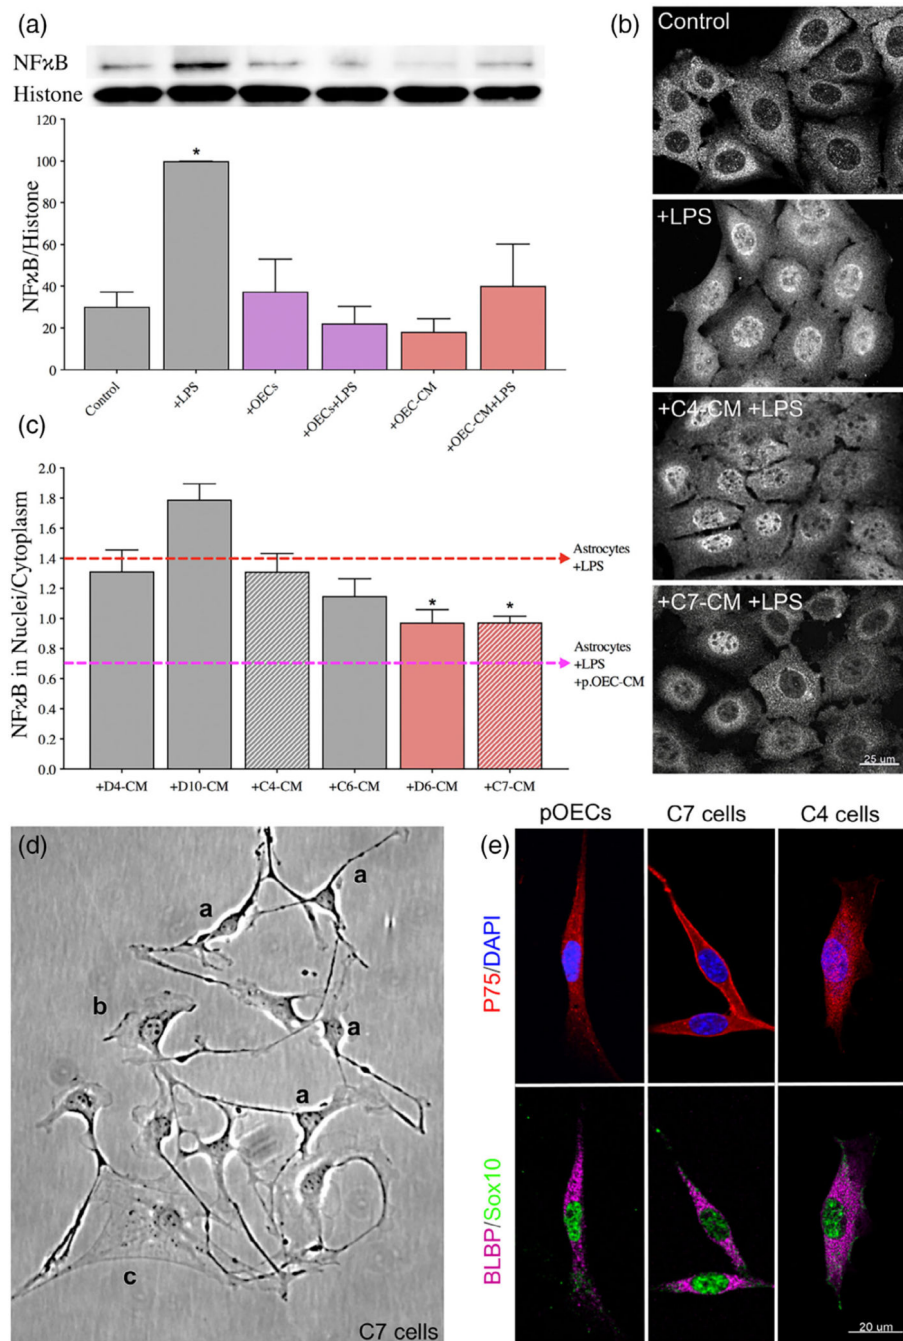 (a)
NFϰB
Histone
120
100
80
60
40
20
0
NFϰB/Histone
*
Control
+LPS
+OECs
+OECs+LPS
+OEC-CM
+OEC-CM+LPS
(b)
Control
+LPS
+C4-CM +LPS
+C7-CM +LPS
25 um
(c)
2.0
1.8
1.6
1.4
1.2
1.0
0.8
0.6
0.4
0.2
0.0
NFϰB in Nuclei/Cytoplasm
Astrocytes
+LPS
* *
Astrocytes
+LPS
+p.OEC-CM
+D4-CM
+D10-CM
+C4-CM
+C6-CM
+D6-CM
+C7-CM
(d)
a
a
b
a
a
c
C7 cells
(e)
pOECs
C7 cells
C4 cells
P75/DAPI
BLBP/Sox10
20 um